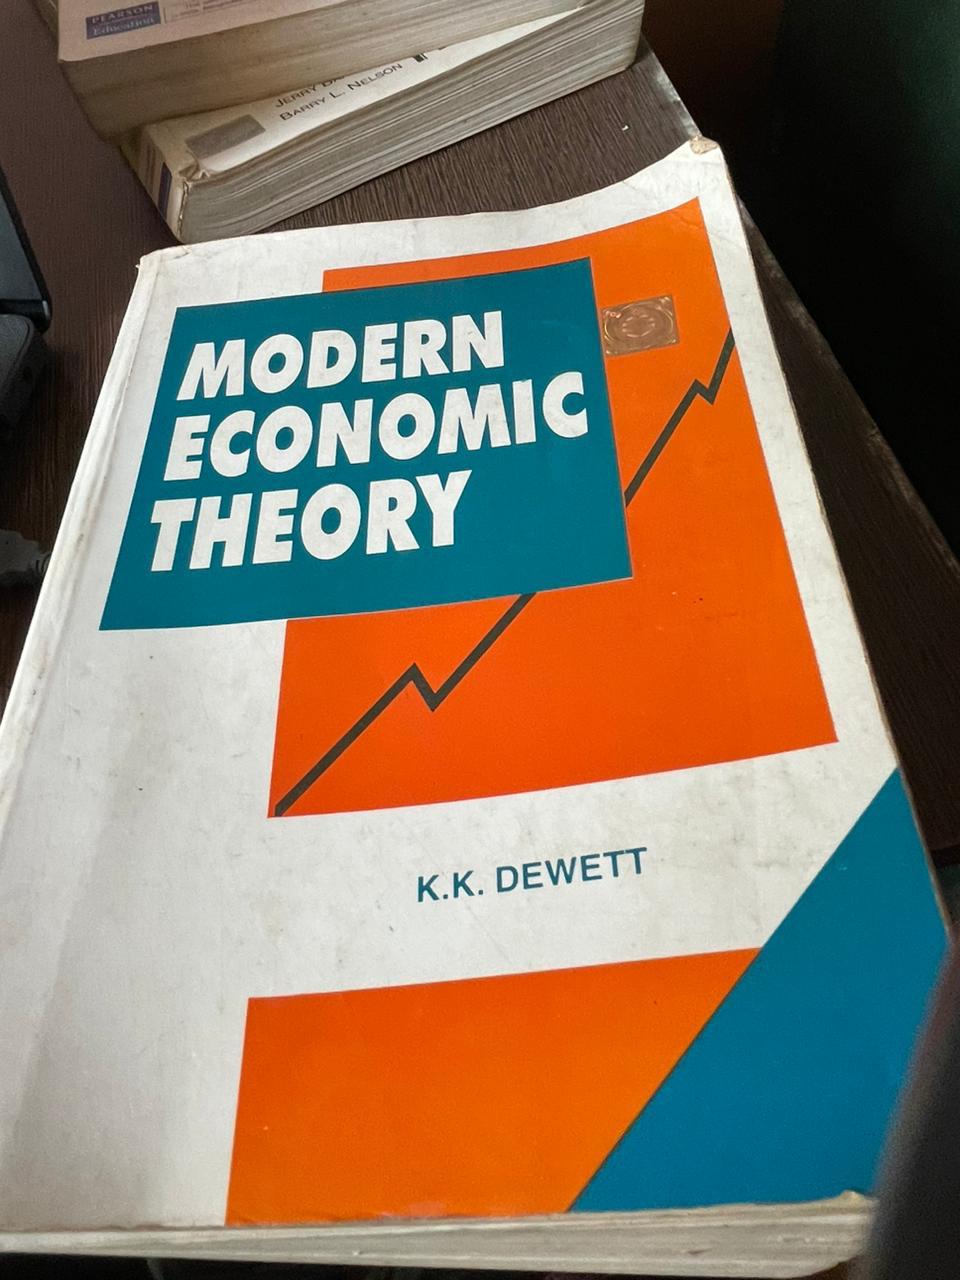 PEARSON
Education
BARRY L. NELSON
MODERN
ECONOMIC
THEORY
K.K. DEWETT